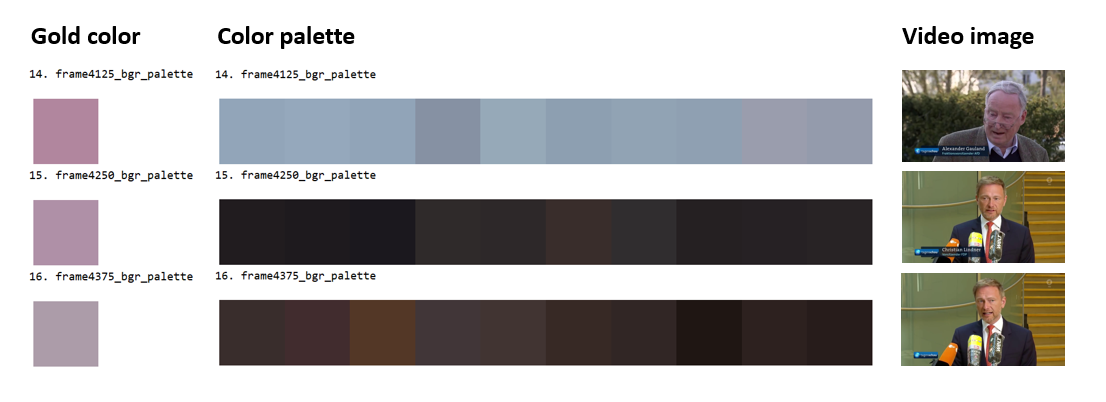 Gold color Color palette Video image
14. frame4125_bgr_palette 14. frame4125_bgr_palette
Alexander Gauland
15. frame4250_bgr_palette 15. frame4250_bgr_palette
Christian Lindner
16. frame4375_bgr_palette 16. frame4375_bgr_palette